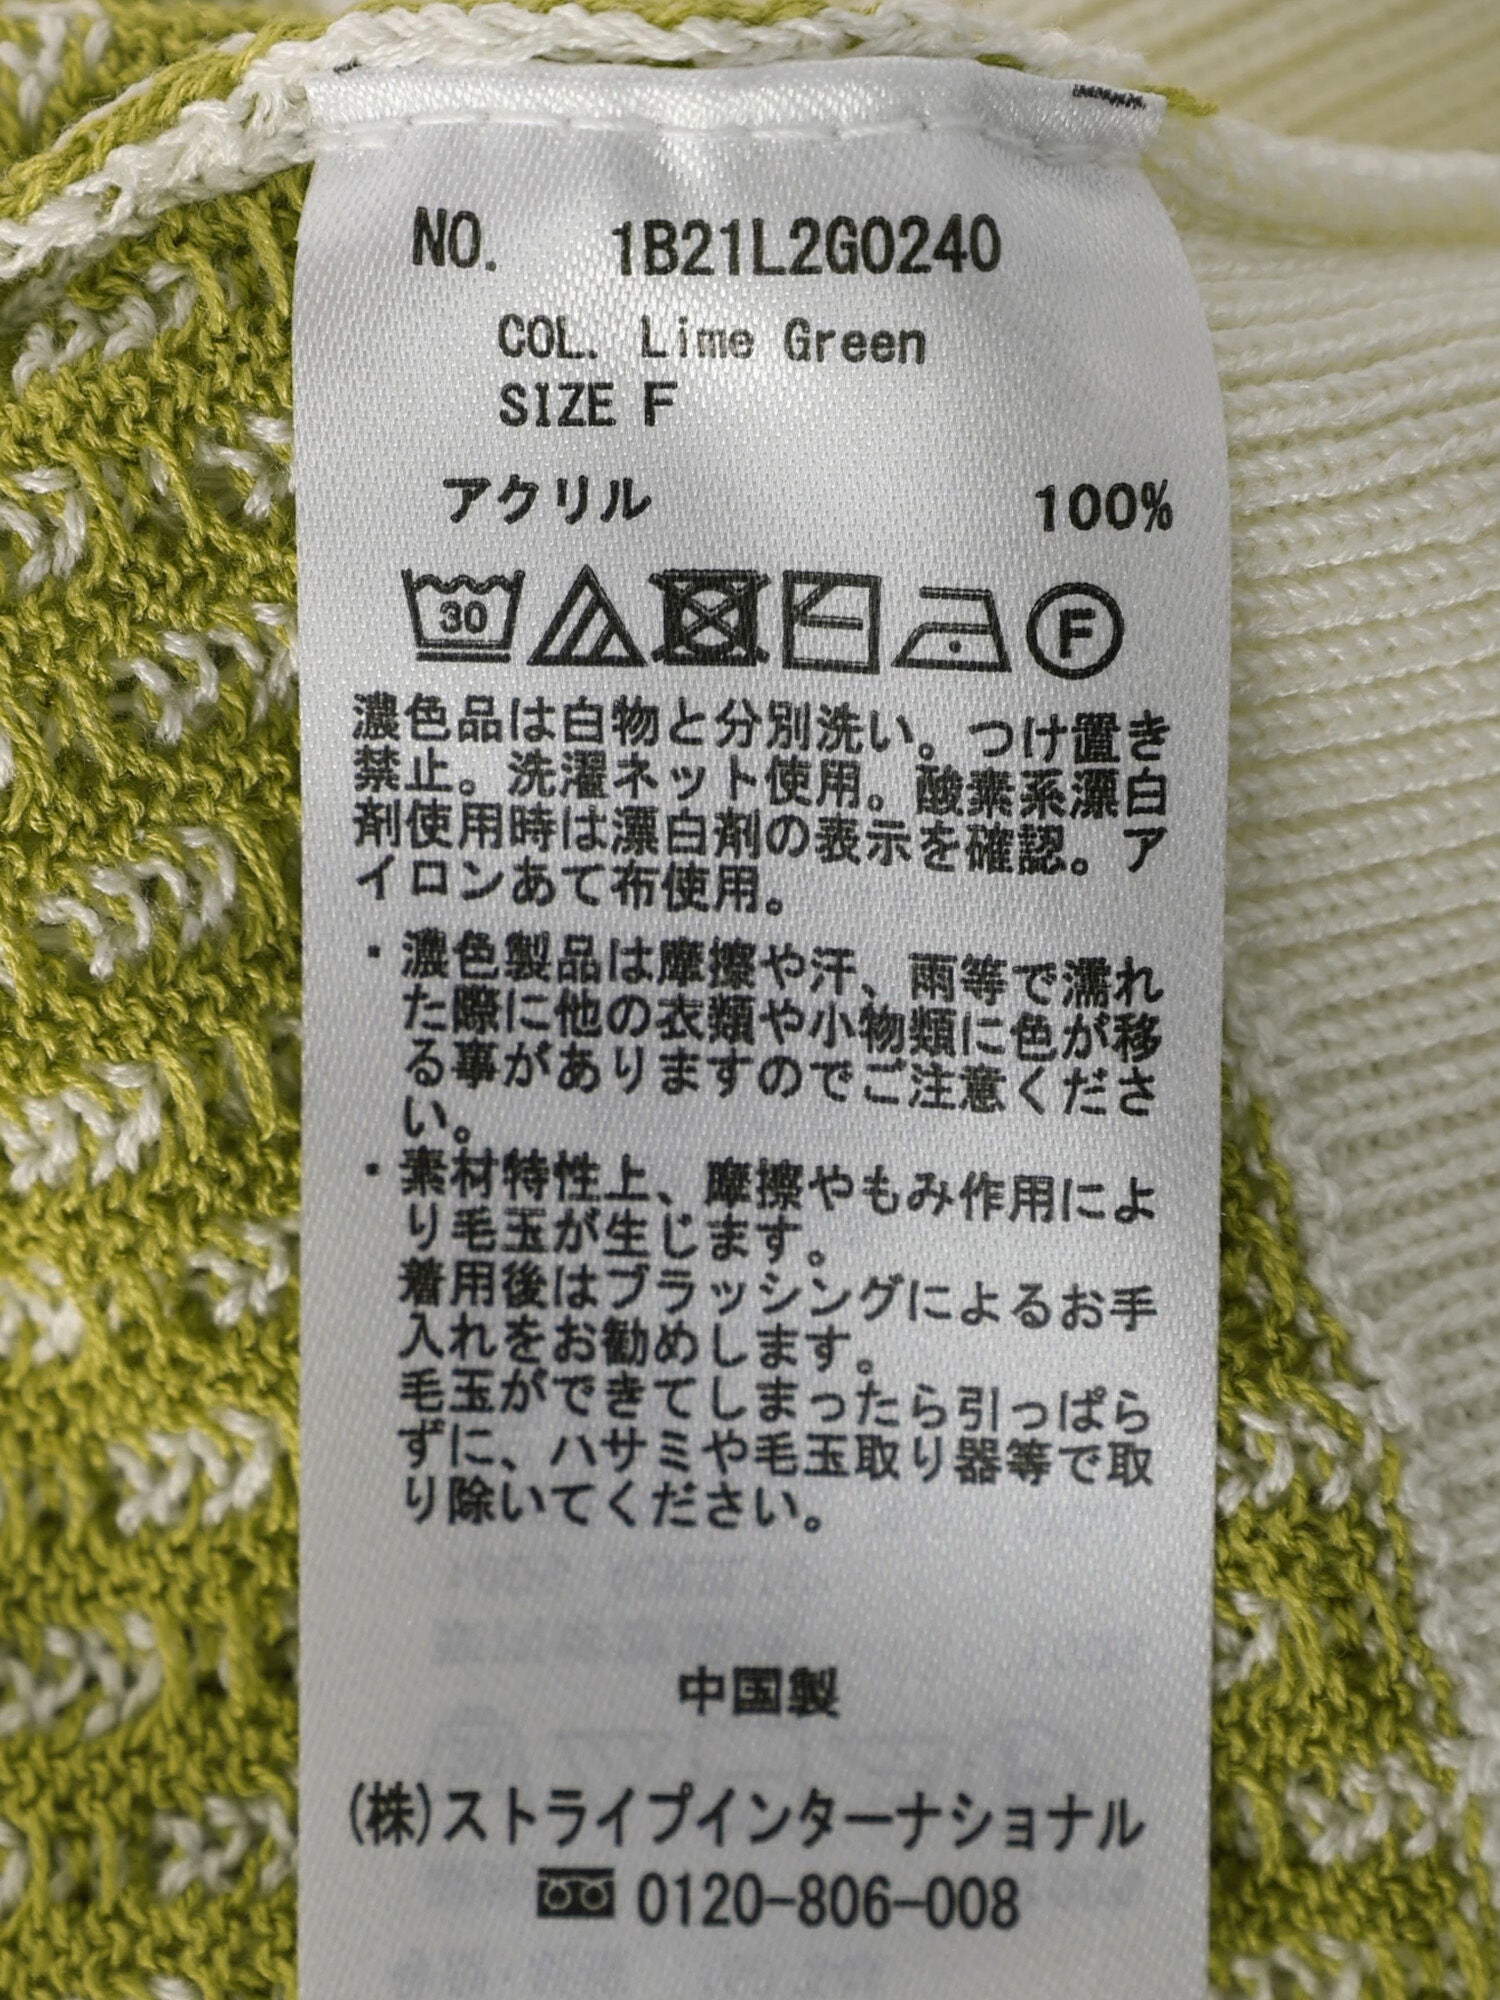 NO. 1B21L2G0240
COL. Lime Green
SIZE F
アクリル 100%
30
F
濃色品は白物と分別洗い。つけ置き
禁止。洗濯ネット使用。酸素系漂白
剤使用時は漂白剤の表示を確認。ア
イロンあて布使用。
・濃色製品は摩擦や汗、雨等で濡れ
た際に他の衣類や小物類に色が移
る事がありますのでご注意くださ
い。
・素材特性上、摩擦やもみ作用によ
り毛玉が生じます。
着用後はブラッシングによるお手
入れをお勧めします。
毛玉ができてしまったら引っぱら
ずに、ハサミや毛玉取り器等で取
り除いてください。
中国製
(株)ストライプインターナショナル
0120-806-008